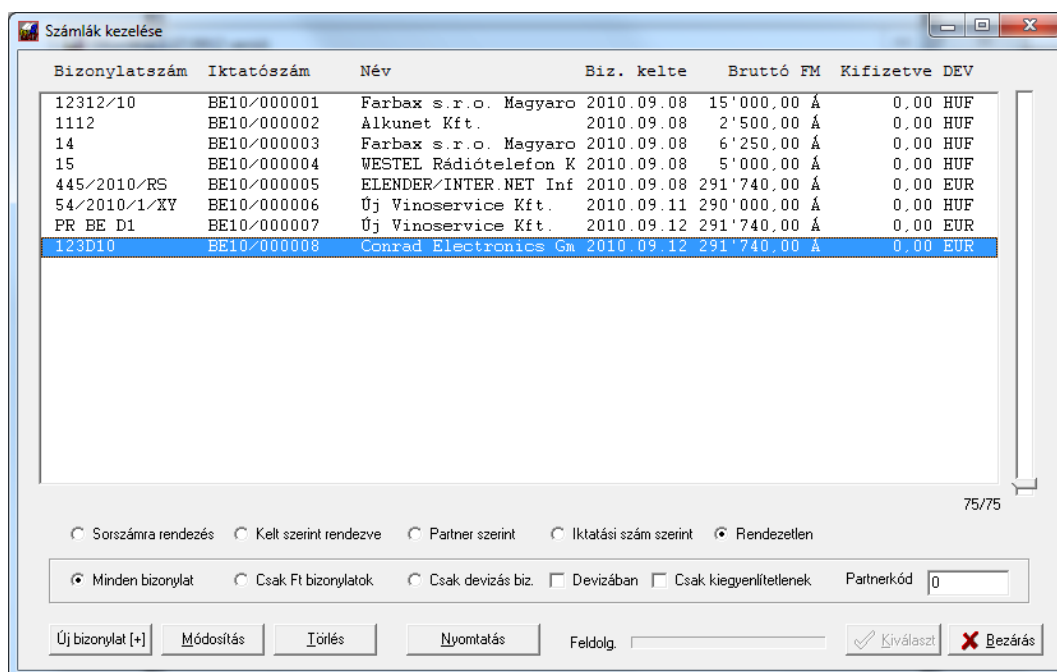 Számlák kezelése
Bizonylatszám Iktatószám Név Biz. kelte Bruttó FM Kifizetve DEV
12312/10 BE10/000001 Farbax s.r.o. Magyaro 2010.09.08 15'000,00 Á 0,00 HUF
1112 BE10/000002 Alkunet Kft. 2010.09.08 2'500,00 Á 0,00 HUF
14 BE10/000003 Farbax s.r.o. Magyaro 2010.09.08 6'250,00 Á 0,00 HUF
15 BE10/000004 WESTEL Rádiótelefon K 2010.09.08 5'000,00 Á 0,00 HUF
445/2010/RS BE10/000005 ELENDER/INTER.NET Inf 2010.09.08 291'740,00 Á 0,00 EUR
54/2010/1/XY BE10/000006 Új Vinoservice Kft. 2010.09.11 290'000,00 Á 0,00 HUF
PR BE D1 BE10/000007 Új Vinoservice Kft. 2010.09.12 291'740,00 Á 0,00 EUR
123D10 BE10/000008 Conrad Electronics Gm 2010.09.12 291'740,00 Á 0,00 EUR
75/75
Sorszámra rendezés Kelt szerint rendezve Partner szerint Iktatási szám szerint Rendezetlen
Minden bizonylat Csak Ft bizonylatok Csak devizás biz. Devizában Csak kiegyenlítetlenek Partnerkód 0
Új bizonylat [+] Módosítás Törlés Nyomtatás Feldolg. Kiválaszt Bezárás